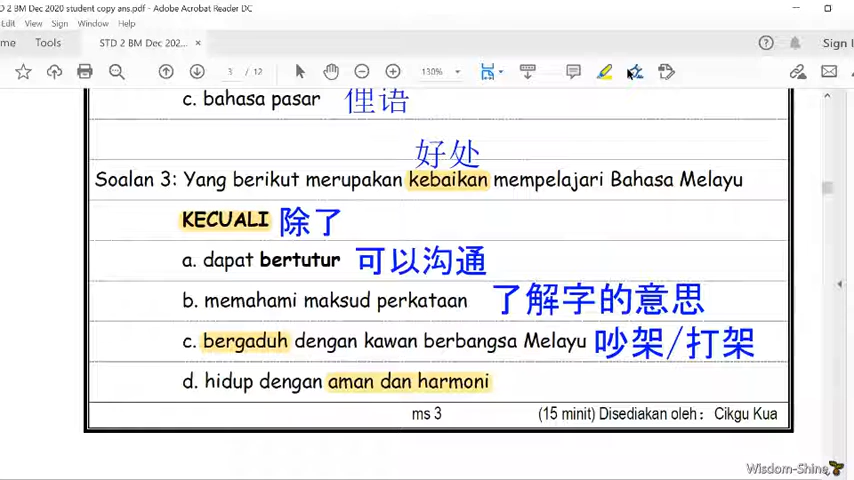 STD 2 BM Dec 2020 student copy ans.pdf - Adobe Acrobat Reader DC
Edit View Sign Window Help
me Tools STD 2 BM Dec 202... × Sign I
3 / 12 130%
c. bahasa pasar 俚语
好处
Soalan 3: Yang berikut merupakan kebaikan mempelajari Bahasa Melayu
KECUALI 除了
a. dapat bertutur 可以沟通
b. memahami maksud perkataan 了解字的意思
c. bergaduh dengan kawan berbangsa Melayu 吵架/打架
d. hidup dengan aman dan harmoni
ms 3 (15 minit) Disediakan oleh : Cikgu Kua
Wisdom-Shine